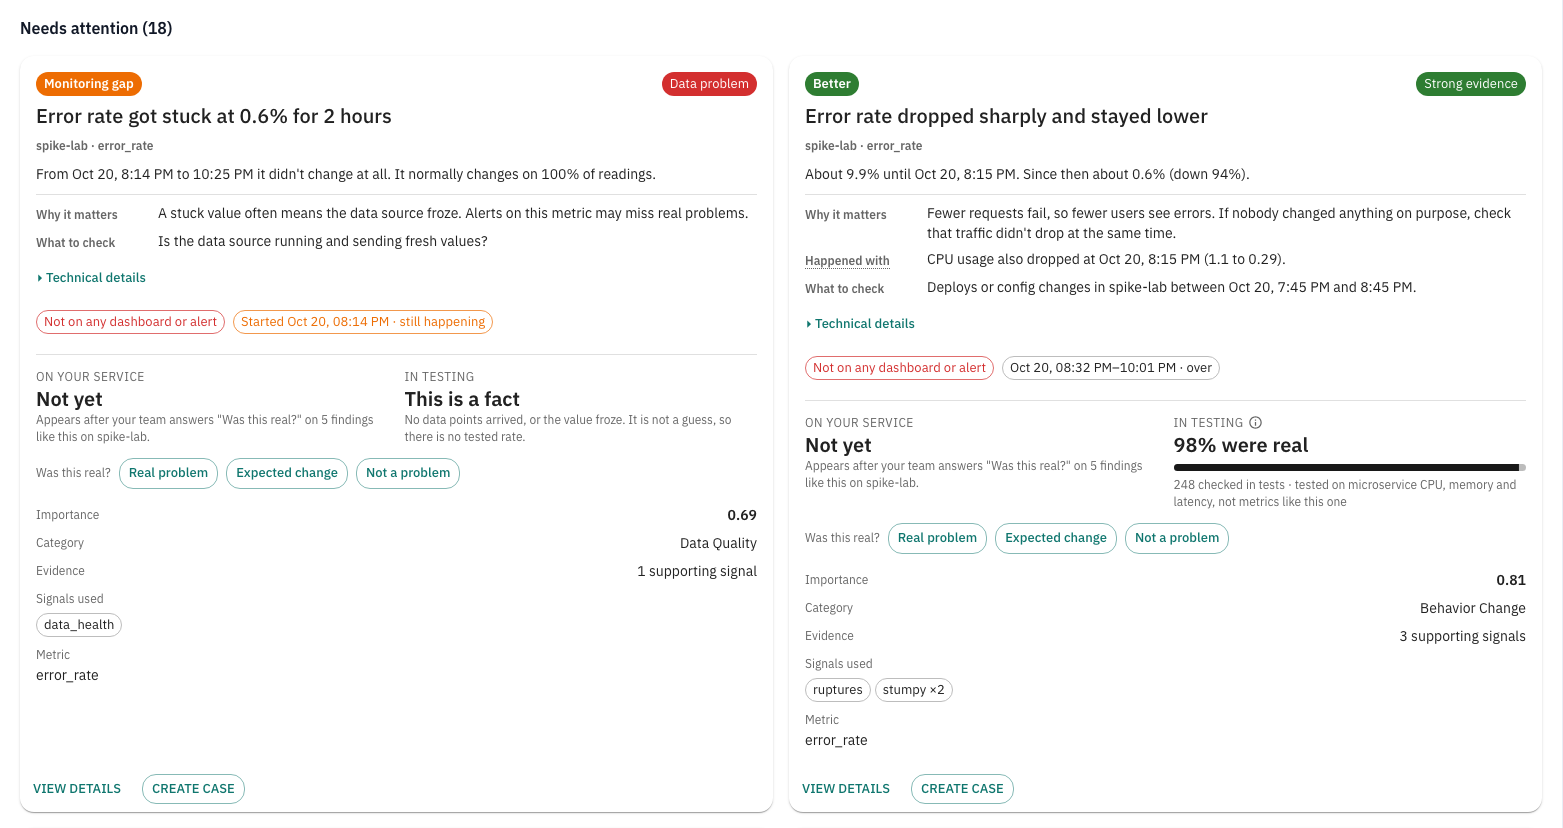 Needs attention (18)
Monitoring gap
Data problem
Error rate got stuck at 0.6% for 2 hours
spike-lab · error_rate
From Oct 20, 8:14 PM to 10:25 PM it didn't change at all. It normally changes on 100% of readings.
Why it matters
A stuck value often means the data source froze. Alerts on this metric may miss real problems.
What to check
Is the data source running and sending fresh values?
Technical details
Not on any dashboard or alert
Started Oct 20, 08:14 PM · still happening
ON YOUR SERVICE
Not yet
Appears after your team answers "Was this real?" on 5 findings
like this on spike-lab.
IN TESTING
This is a fact
No data points arrived, or the value froze. It is not a guess, so
there is no tested rate.
Was this real?
Real problem
Expected change
Not a problem
Importance
0.69
Category
Data Quality
Evidence
1 supporting signal
Signals used
data_health
Metric
error_rate
VIEW DETAILS
CREATE CASE
Better
Strong evidence
Error rate dropped sharply and stayed lower
spike-lab · error_rate
About 9.9% until Oct 20, 8:15 PM. Since then about 0.6% (down 94%).
Why it matters
Fewer requests fail, so fewer users see errors. If nobody changed anything on purpose, check
that traffic didn't drop at the same time.
Happened with
CPU usage also dropped at Oct 20, 8:15 PM (1.1 to 0.29).
What to check
Deploys or config changes in spike-lab between Oct 20, 7:45 PM and 8:45 PM.
Technical details
Not on any dashboard or alert
Oct 20, 08:32 PM–10:01 PM · over
ON YOUR SERVICE
Not yet
Appears after your team answers "Was this real?" on 5 findings
like this on spike-lab.
IN TESTING
98% were real
248 checked in tests · tested on microservice CPU, memory and
latency, not metrics like this one
Was this real?
Real problem
Expected change
Not a problem
Importance
0.81
Category
Behavior Change
Evidence
3 supporting signals
Signals used
ruptures
stumpy ×2
Metric
error_rate
VIEW DETAILS
CREATE CASE